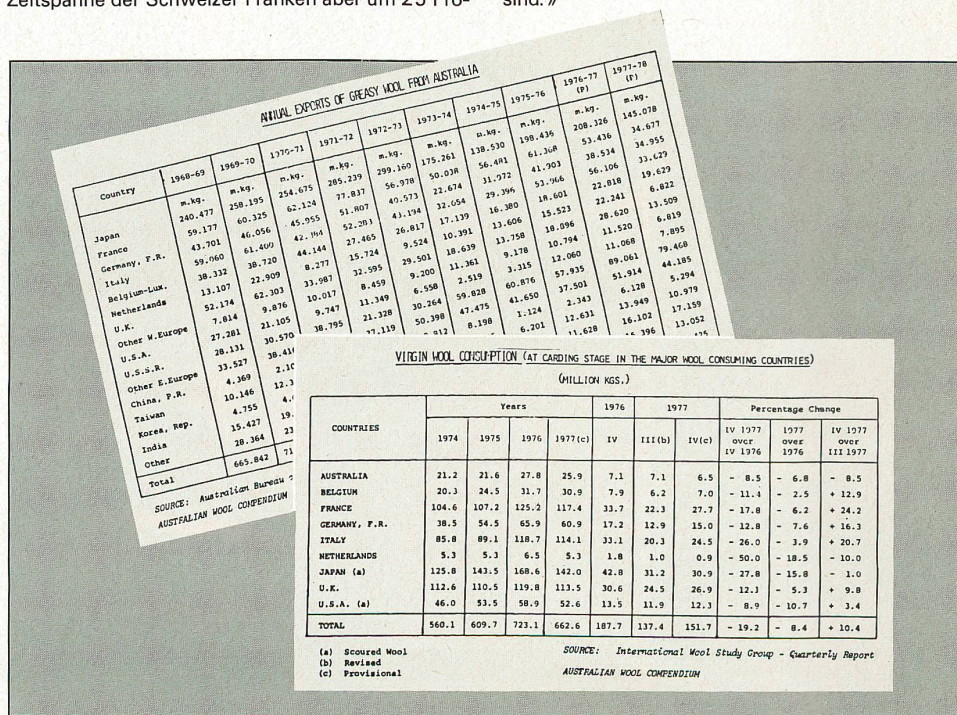 Zeitspanne der Schweizer Franken aber um 25 Pro-
sind.»
ANNUAL EXPORTS OF GREASY WOOL FROM AUSTRALIA
Country 1968-69 1969-70 1970-71 1971-72 1972-73 1973-74 1974-75 1975-76 1976-77 (P) 1977-78 (P)
m.kg. m.kg. m.kg. m.kg. m.kg. m.kg. m.kg. m.kg. m.kg. m.kg.
Japan 240.477 258.195 254.675 285.239 299.160 175.261 138.530 198.436 208.326 145.078
France 59.177 60.325 62.124 77.837 56.978 50.038 56.481 61.368 53.436 34.677
Germany, F.R. 43.701 46.056 45.955 51.807 40.573 22.674 31.972 41.903 38.534 34.955
Italy 59.060 61.400 52.283 43.194 32.054 29.396 53.966 56.106 33.629
Belgium-Lux. 38.332 38.720 44.144 27.465 26.817 17.139 16.380 18.601 22.818 19.629
Netherlands 13.107 22.909 8.277 15.724 9.524 10.391 13.606 15.523 22.241 6.822
U.K. 52.174 62.303 33.987 32.595 29.501 18.639 13.758 18.096 28.620 13.509
Other W.Europe 7.814 9.876 10.017 8.459 9.200 11.361 9.178 10.794 11.520 6.819
U.S.A. 27.281 21.105 9.747 11.349 6.558 2.519 3.315 12.060 11.068 7.895
U.S.S.R. 28.131 30.570 38.795 21.328 30.264 59.828 60.876 57.935 89.061 79.468
Other E.Europe 33.527 38.416 37.119 50.398 47.475 41.650 37.501 51.914 44.185
China, P.R. 4.369 2.10 8.198 1.124 2.343 6.128 5.294
Taiwan 10.146 12.3 6.201 12.631 13.949 10.979
Korea, Rep. 4.755 11.628 16.102 17.159
India 15.427 19. 13.052
Other 28.364 23
Total 665.842 71
SOURCE: Australian Bureau
AUSTRALIAN WOOL COMPENDIUM
VIRGIN WOOL CONSUMPTION (AT CARDING STAGE IN THE MAJOR WOOL CONSUMING COUNTRIES)
(MILLION KGS.)
COUNTRIES Years 1976 1977 Percentage Change
1974 1975 1976 1977(c) IV III(b) IV(c) IV 1977 over IV 1976 1977 over 1976 IV 1977 over III 1977
AUSTRALIA 21.2 21.6 27.8 25.9 7.1 7.1 6.5 - 8.5 - 6.8 - 8.5
BELGIUM 20.3 24.5 31.7 30.9 7.9 6.2 7.0 - 11.4 - 2.5 + 12.9
FRANCE 104.6 107.2 125.2 117.4 33.7 22.3 27.7 - 17.8 - 6.2 + 24.2
GERMANY, F.R. 38.5 54.5 65.9 60.9 17.2 12.9 15.0 - 12.8 - 7.6 + 16.3
ITALY 85.8 89.1 118.7 114.1 33.1 20.3 24.5 - 26.0 - 3.9 + 20.7
NETHERLANDS 5.3 5.3 6.5 5.3 1.8 1.0 0.9 - 50.0 - 18.5 - 10.0
JAPAN (a) 125.8 143.5 168.6 142.0 42.8 31.2 30.9 - 27.8 - 15.8 - 1.0
U.K. 112.6 110.5 119.8 113.5 30.6 24.5 26.9 - 12.1 - 5.3 + 9.8
U.S.A. (a) 46.0 53.5 58.9 52.6 13.5 11.9 12.3 - 8.9 - 10.7 + 3.4
TOTAL 560.1 609.7 723.1 662.6 187.7 137.4 151.7 - 19.2 - 8.4 + 10.4
(a) Scoured Wool
(b) Revised
(c) Provisional
SOURCE: International Wool Study Group - Quarterly Report
AUSTRALIAN WOOL COMPENDIUM